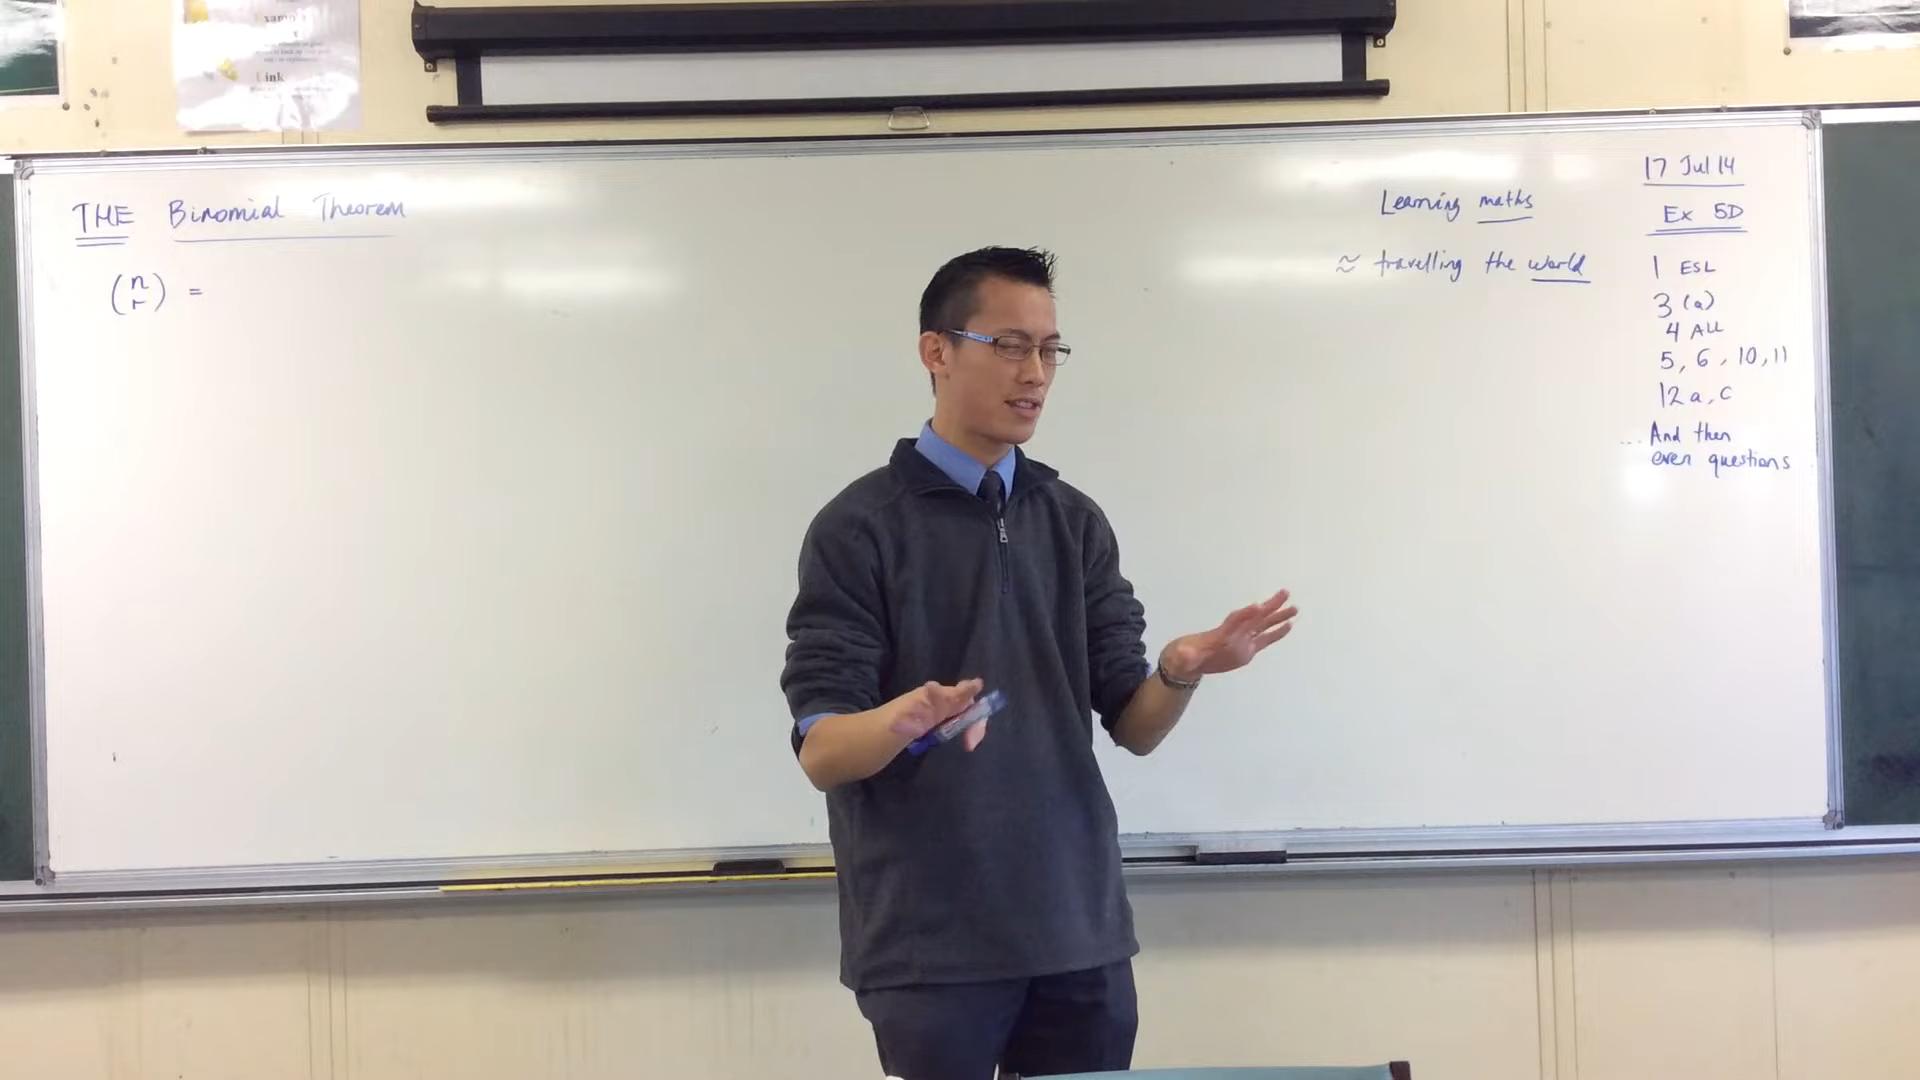 THE Binomial Theorem
(n r) =
Learning maths
≈ travelling the world
17 Jul 14
Ex 5D
1 ESL
3 (a)
4 ALL
5, 6, 10, 11
12 a, c
... And then
even questions
ink